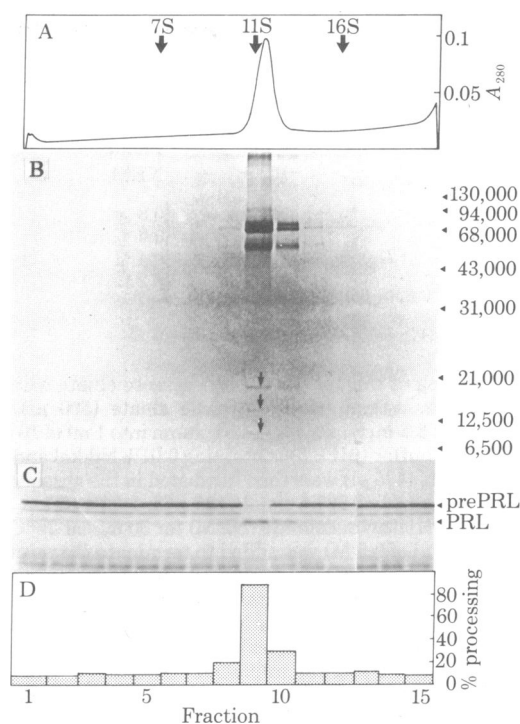 A
7S 11S 16S
0.1
0.05
A280
B
130,000
94,000
68,000
43,000
31,000
21,000
12,500
6,500
C
prePRL
PRL
D
80
60
40
20
0
% processing
1 5 10 15
Fraction